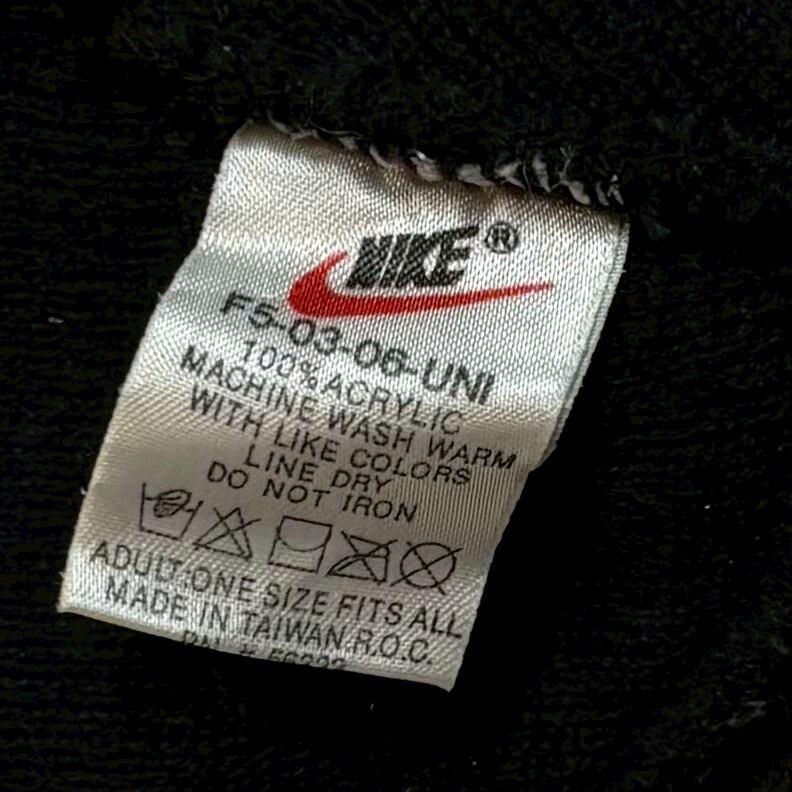 NIKE®
F5-03-06-UNI
100% ACRYLIC
MACHINE WASH WARM
WITH LIKE COLORS
LINE DRY
DO NOT IRON
ADULT:ONE SIZE FITS ALL
MADE IN TAIWAN R.O.C.